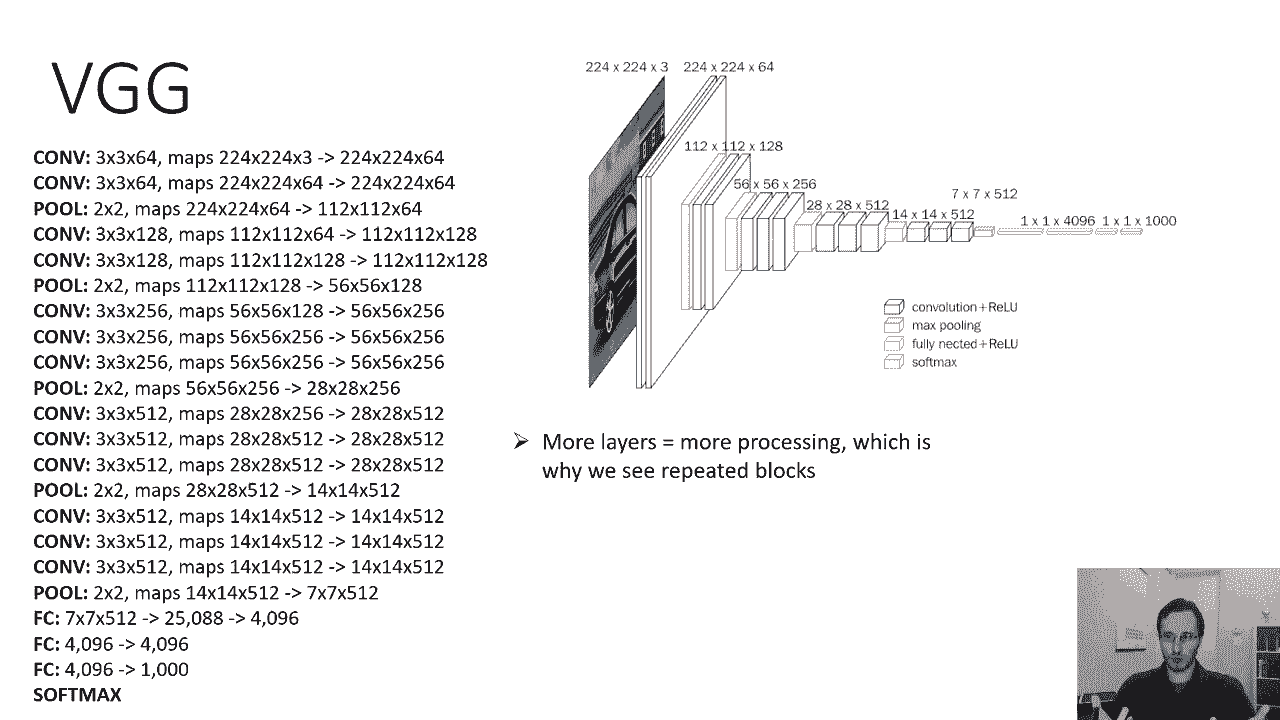 VGG
CONV: 3x3x64, maps 224x224x3 -> 224x224x64
CONV: 3x3x64, maps 224x224x64 -> 224x224x64
POOL: 2x2, maps 224x224x64 -> 112x112x64
CONV: 3x3x128, maps 112x112x64 -> 112x112x128
CONV: 3x3x128, maps 112x112x128 -> 112x112x128
POOL: 2x2, maps 112x112x128 -> 56x56x128
CONV: 3x3x256, maps 56x56x128 -> 56x56x256
CONV: 3x3x256, maps 56x56x256 -> 56x56x256
CONV: 3x3x256, maps 56x56x256 -> 56x56x256
POOL: 2x2, maps 56x56x256 -> 28x28x256
CONV: 3x3x512, maps 28x28x256 -> 28x28x512
CONV: 3x3x512, maps 28x28x512 -> 28x28x512
CONV: 3x3x512, maps 28x28x512 -> 28x28x512
POOL: 2x2, maps 28x28x512 -> 14x14x512
CONV: 3x3x512, maps 14x14x512 -> 14x14x512
CONV: 3x3x512, maps 14x14x512 -> 14x14x512
CONV: 3x3x512, maps 14x14x512 -> 14x14x512
POOL: 2x2, maps 14x14x512 -> 7x7x512
FC: 7x7x512 -> 25,088 -> 4,096
FC: 4,096 -> 4,096
FC: 4,096 -> 1,000
SOFTMAX
224 x 224 x 3
224 x 224 x 64
112 x 112 x 128
56 x 56 x 256
28 x 28 x 512
14 x 14 x 512
7 x 7 x 512
1 x 1 x 4096
1 x 1 x 1000
convolution+ReLU
max pooling
fully nected+ReLU
softmax
➢ More layers = more processing, which is
why we see repeated blocks